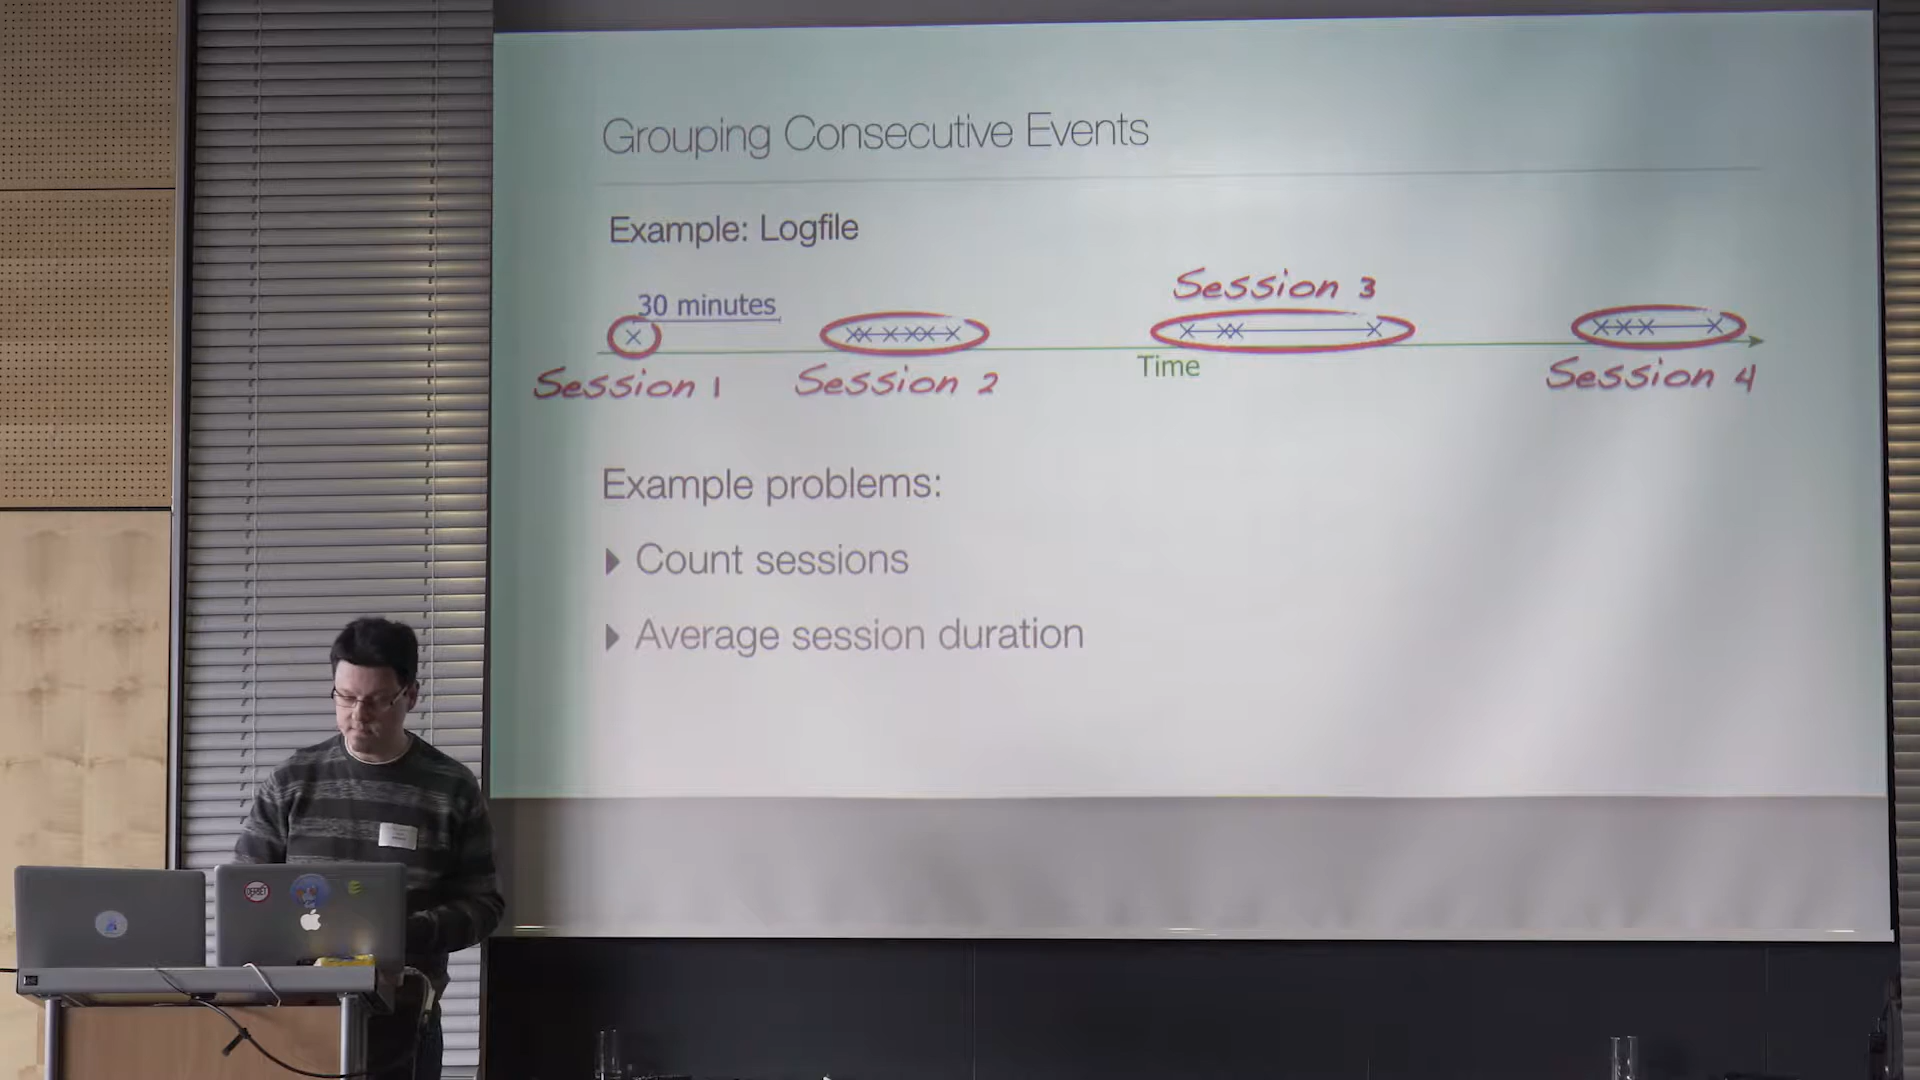 Grouping Consecutive Events
Example: Logfile
Session 3
30 minutes
Time
Session 1
Session 2
Session 4
Example problems:
Count sessions
Average session duration